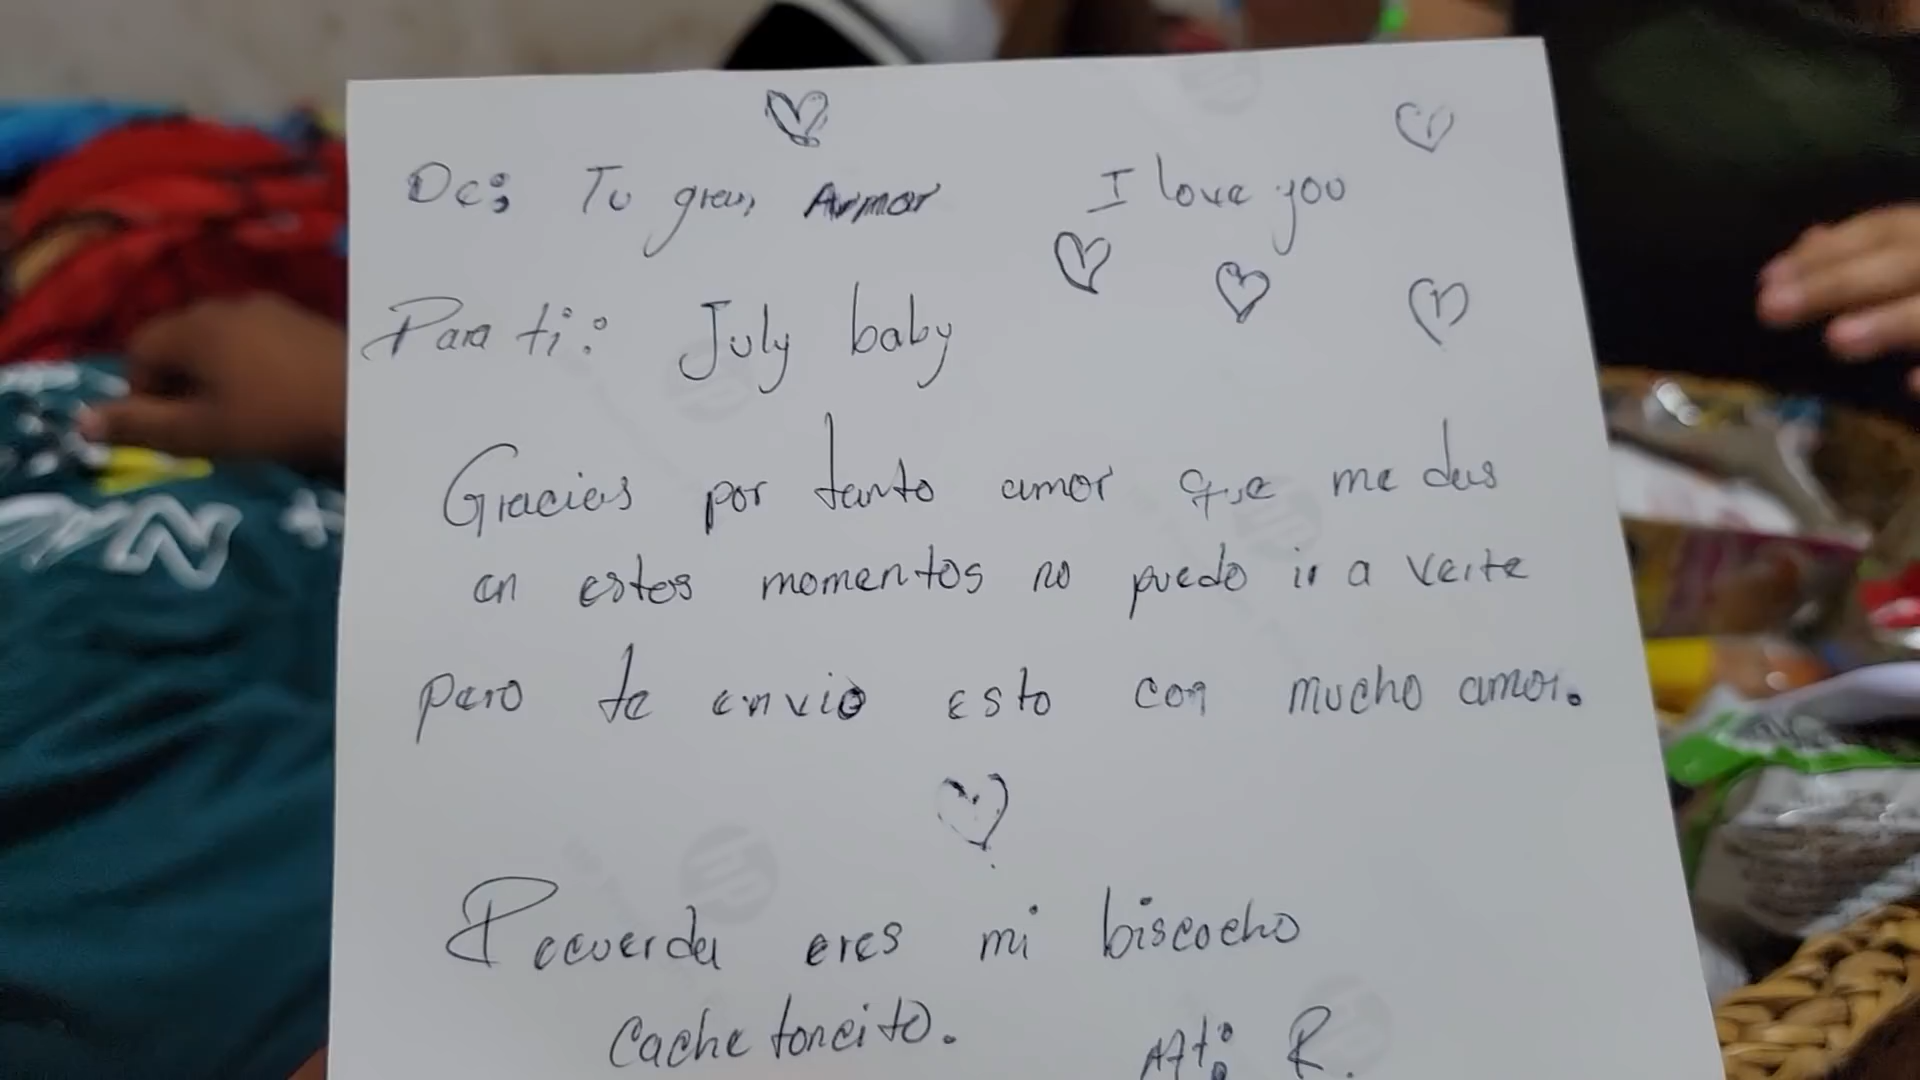 De: Tu gran Amor I love you
Para ti: July baby
Gracias por tanto amor que me das
en estos momentos no puedo ir a verte
pero te envio esto con mucho amor.
Recuerda eres mi biscocho
cachetoncito. Att: R.